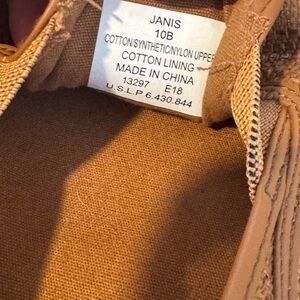 JANIS
10B
COTTON/SYNTHETIC/NYLON UPPER
COTTON LINING
MADE IN CHINA
13297 E18
U.S.L.P 6.430.844